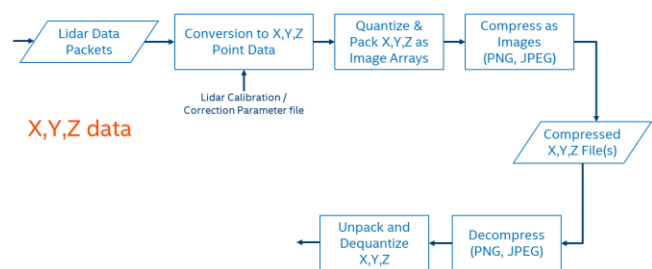 Lidar Data
Packets
Conversion to X,Y,Z
Point Data
Quantize &
Pack X,Y,Z as
Image Arrays
Compress as
Images
(PNG, JPEG)
Lidar Calibration /
Correction Parameter file
X,Y,Z data
Compressed
X,Y,Z File(s)
Unpack and
Dequantize
X,Y,Z
Decompress
(PNG, JPEG)